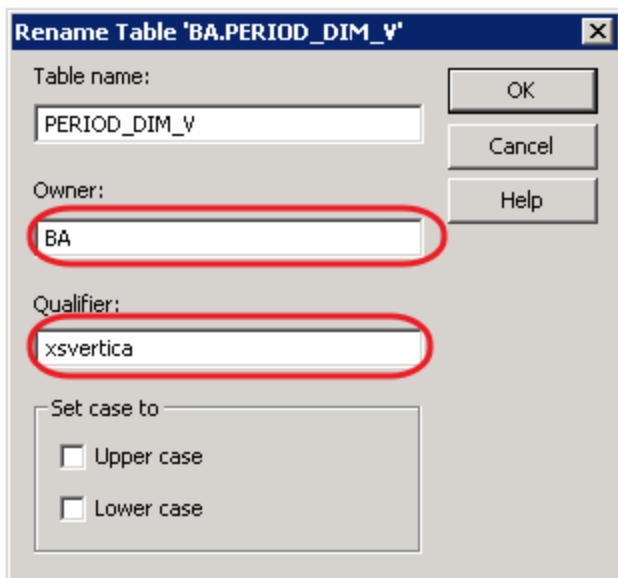 Rename Table 'BA.PERIOD_DIM_V'
Table name:
PERIOD_DIM_V
OK
Cancel
Owner:
Help
BA
Qualifier:
xsvertica
Set case to
Upper case
Lower case